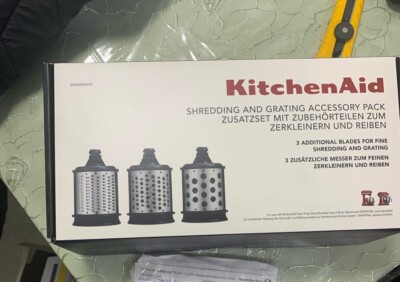 KitchenAid
SHREDDING AND GRATING ACCESSORY PACK
ZUSATZSET MIT ZUBEHÖRTEILEN ZUM
ZERKLEINERN UND REIBEN
3 ADDITIONAL BLADES FOR FINE
SHREDDING AND GRATING
3 ZUSÄTZLICHE MESSER ZUM FEINEN
ZERKLEINERN UND REIBEN